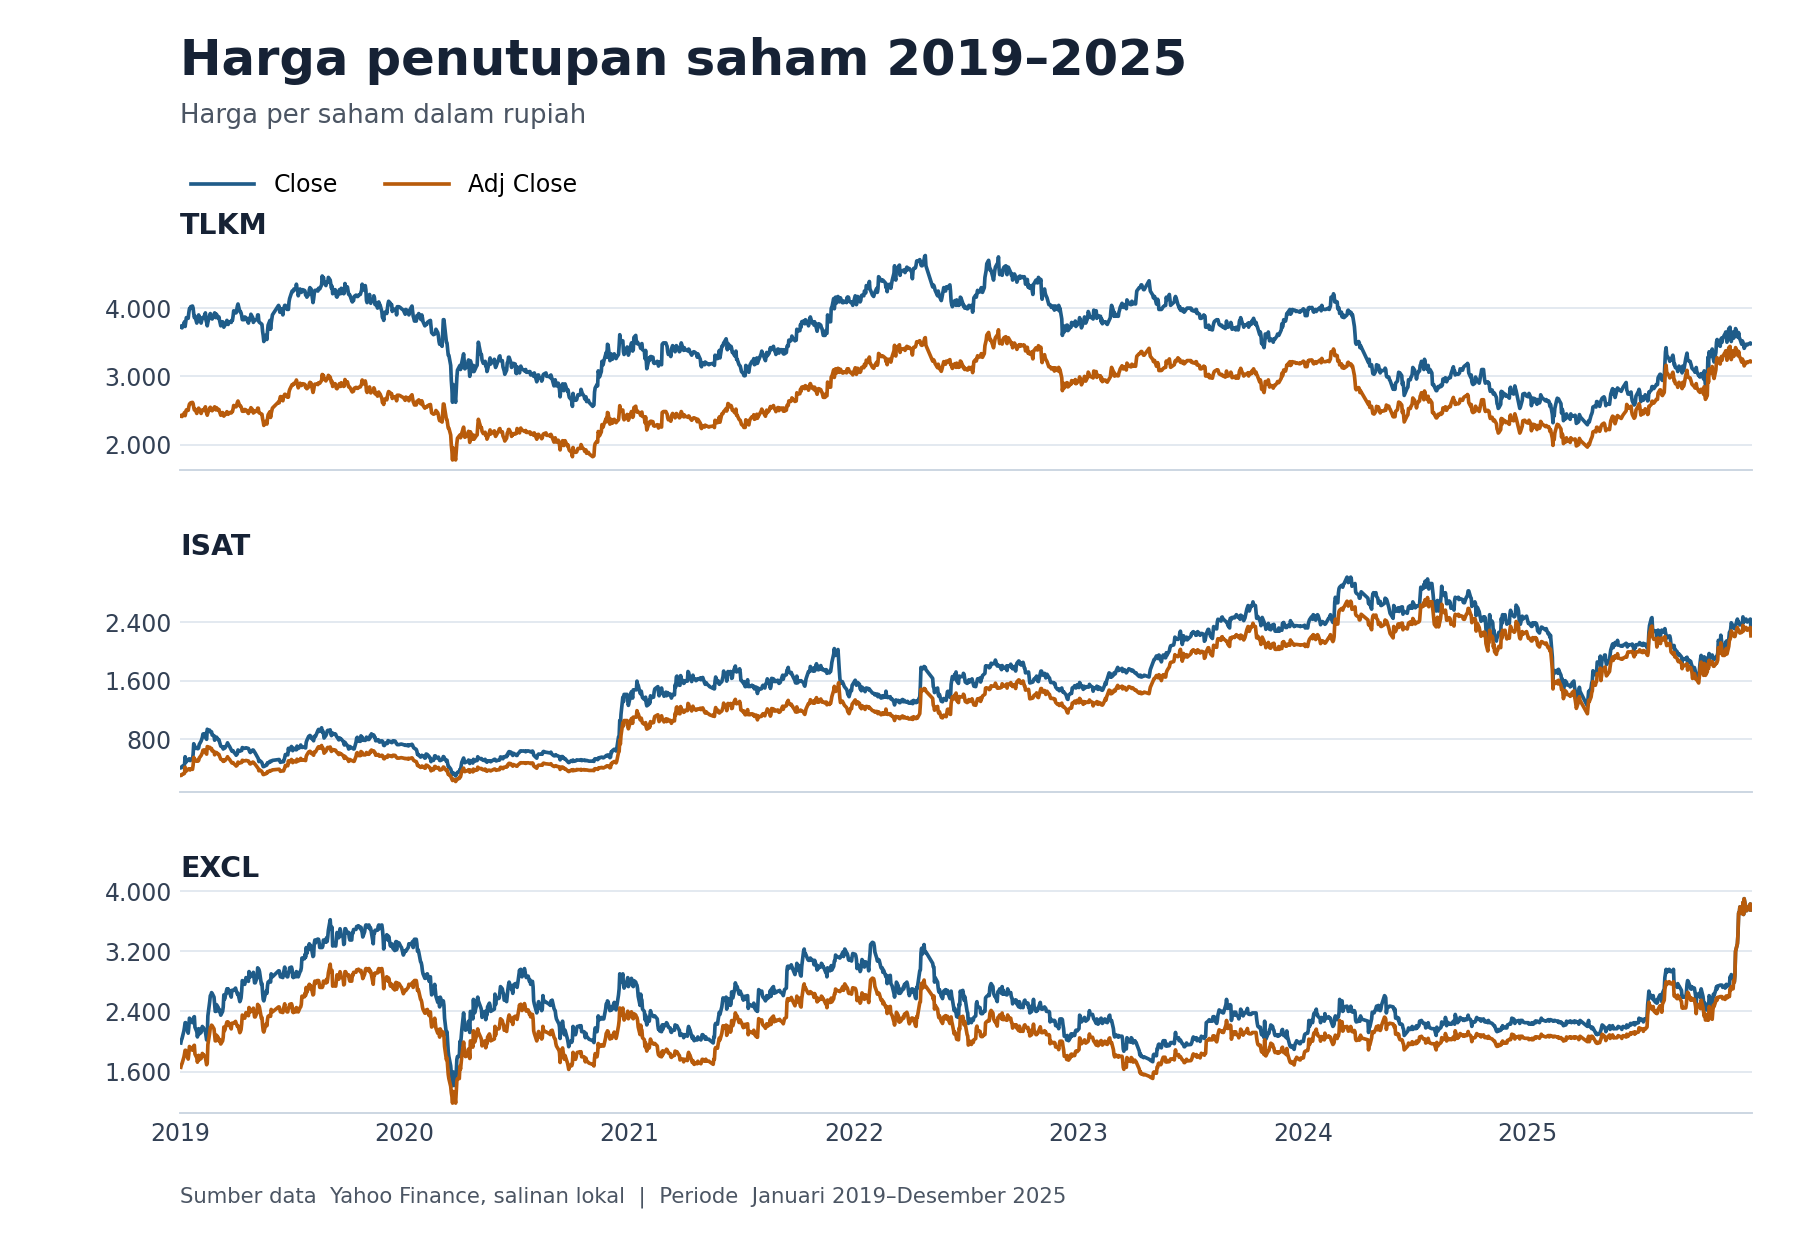 Harga penutupan saham 2019–2025
Harga per saham dalam rupiah
Close
Adj Close
TLKM
4.000
3.000
2.000
ISAT
2.400
1.600
800
EXCL
4.000
3.200
2.400
1.600
2019 2020 2021 2022 2023 2024 2025
Sumber data Yahoo Finance, salinan lokal | Periode Januari 2019–Desember 2025